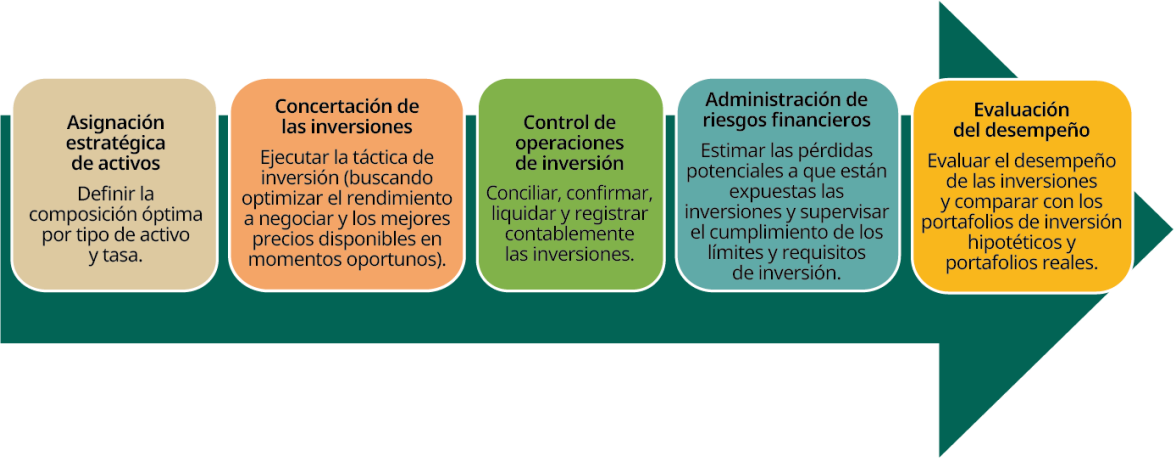 Asignación
estratégica
de activos
Definir la
composición óptima
por tipo de activo
y tasa.
Concertación de
las inversiones
Ejecutar la táctica de
inversión (buscando
optimizar el rendimiento
a negociar y los mejores
precios disponibles en
momentos oportunos).
Control de
operaciones
de inversión
Conciliar, confirmar,
liquidar y registrar
contablemente
las inversiones.
Administración de
riesgos financieros
Estimar las pérdidas
potenciales a que están
expuestas las
inversiones y supervisar
el cumplimiento de los
límites y requisitos
de inversión.
Evaluación
del desempeño
Evaluar el desempeño
de las inversiones
y comparar con los
portafolios de inversión
hipotéticos y
portafolios reales.